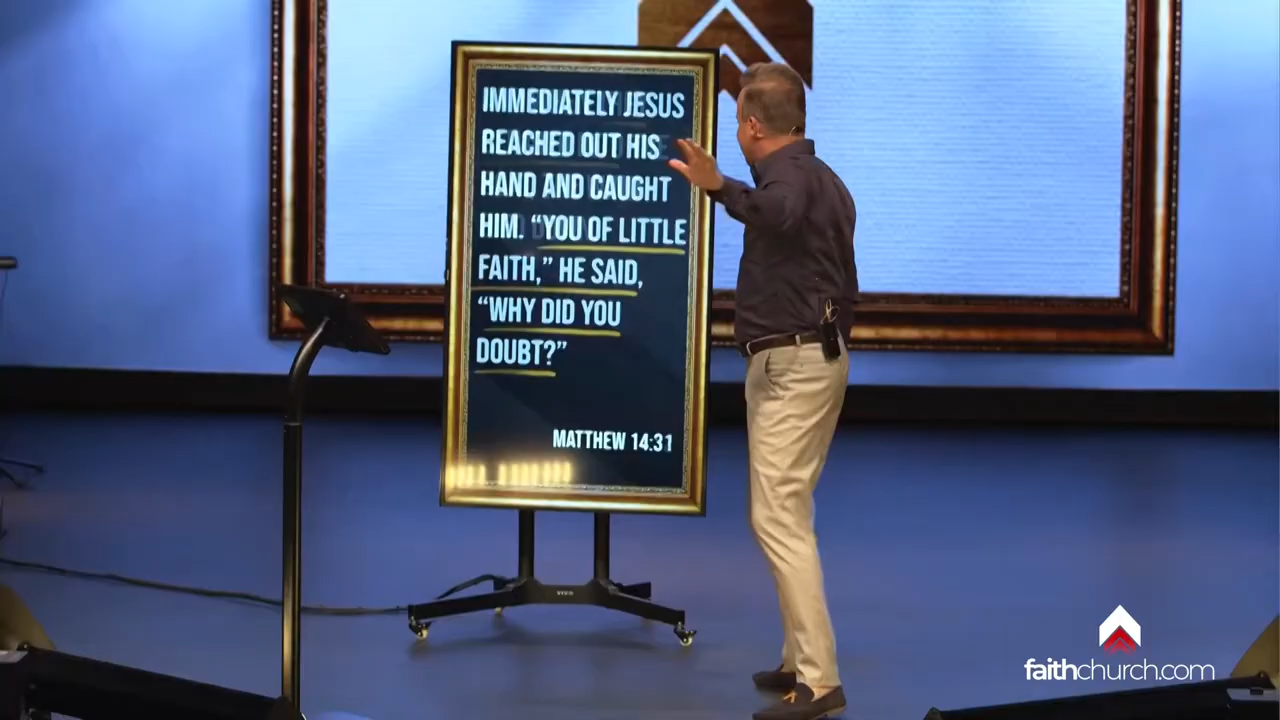 IMMEDIATELY JESUS
REACHED OUT HIS
HAND AND CAUGHT
HIM. “YOU OF LITTLE
FAITH,” HE SAID,
“WHY DID YOU
DOUBT?”
MATTHEW 14:31
VIVO
faithchurch.com